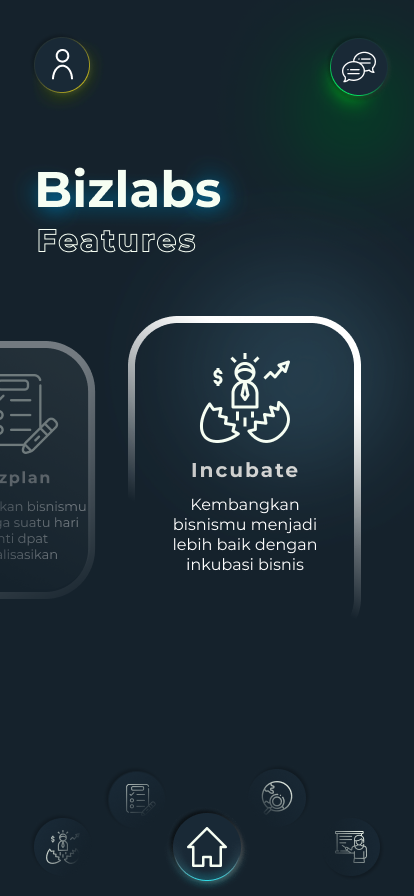 Bizlabs
Features
Incubate
Kembangkan
bisnismu menjadi
lebih baik dengan
inkubasi bisnis
zplan
kan bisnismu
ga suatu hari
nti dpat
alisasikan